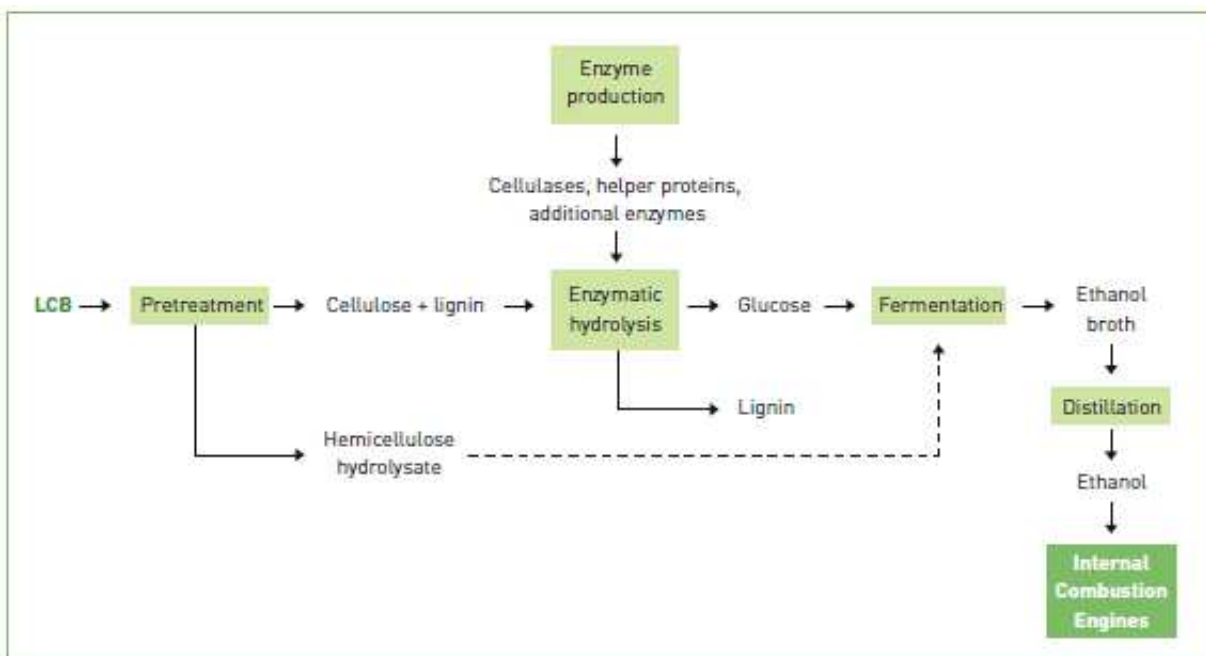 Enzyme
production
Cellulases, helper proteins,
additional enzymes
LCB
Pretreatment
Cellulose + lignin
Enzymatic
hydrolysis
Glucose
Fermentation
Ethanol
broth
Lignin
Distillation
Hemicellulose
hydrolysate
Ethanol
Internal
Combustion
Engines